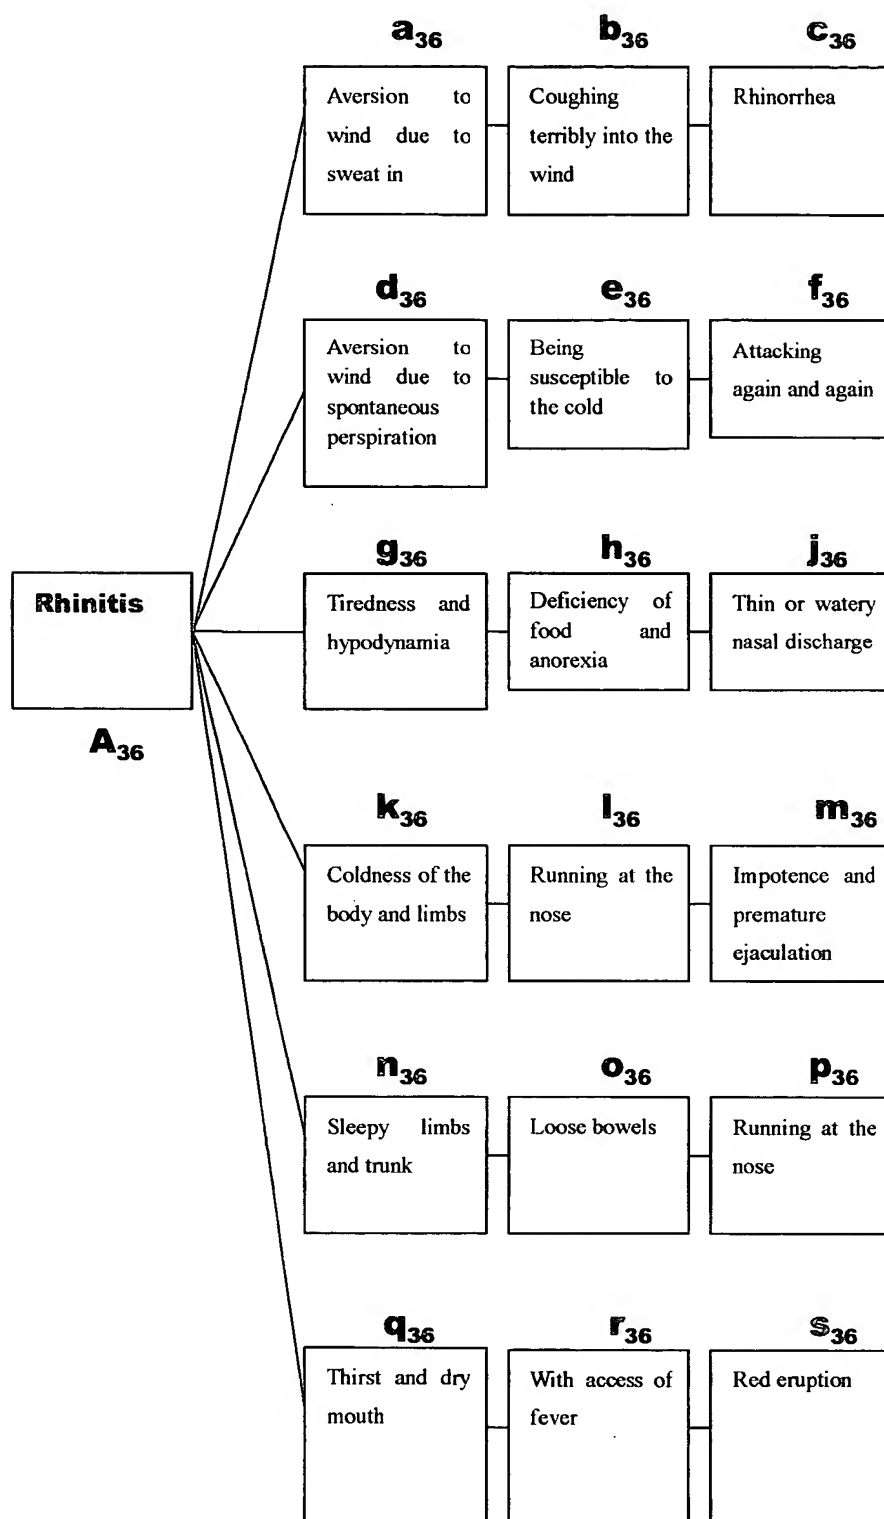 a36 b36 c36
Aversion to
wind due to
sweat in
Coughing
terribly into the
wind
Rhinorrhea
d36 e36 f36
Aversion to
wind due to
spontaneous
perspiration
Being
susceptible to
the cold
Attacking
again and again
g36 h36 j36
Rhinitis
A36
Tiredness and
hypodynamia
Deficiency of
food and
anorexia
Thin or watery
nasal discharge
k36 l36 m36
Coldness of the
body and limbs
Running at the
nose
Impotence and
premature
ejaculation
n36 o36 p36
Sleepy limbs
and trunk
Loose bowels
Running at the
nose
q36 r36 s36
Thirst and dry
mouth
With access of
fever
Red eruption